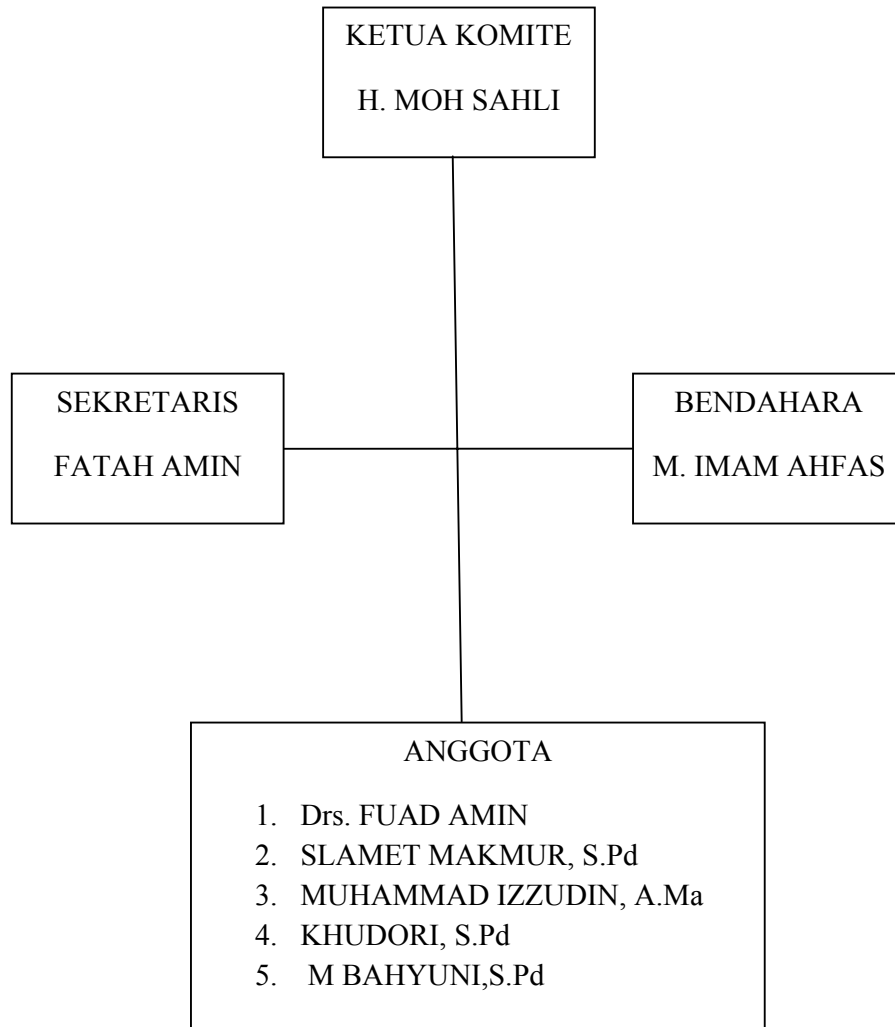 KETUA KOMITE
H. MOH SAHLI
SEKRETARIS
FATAH AMIN
BENDAHARA
M. IMAM AHFAS
ANGGOTA
1. Drs. FUAD AMIN
2. SLAMET MAKMUR, S.Pd
3. MUHAMMAD IZZUDIN, A.Ma
4. KHUDORI, S.Pd
5. M BAHYUNI,S.Pd